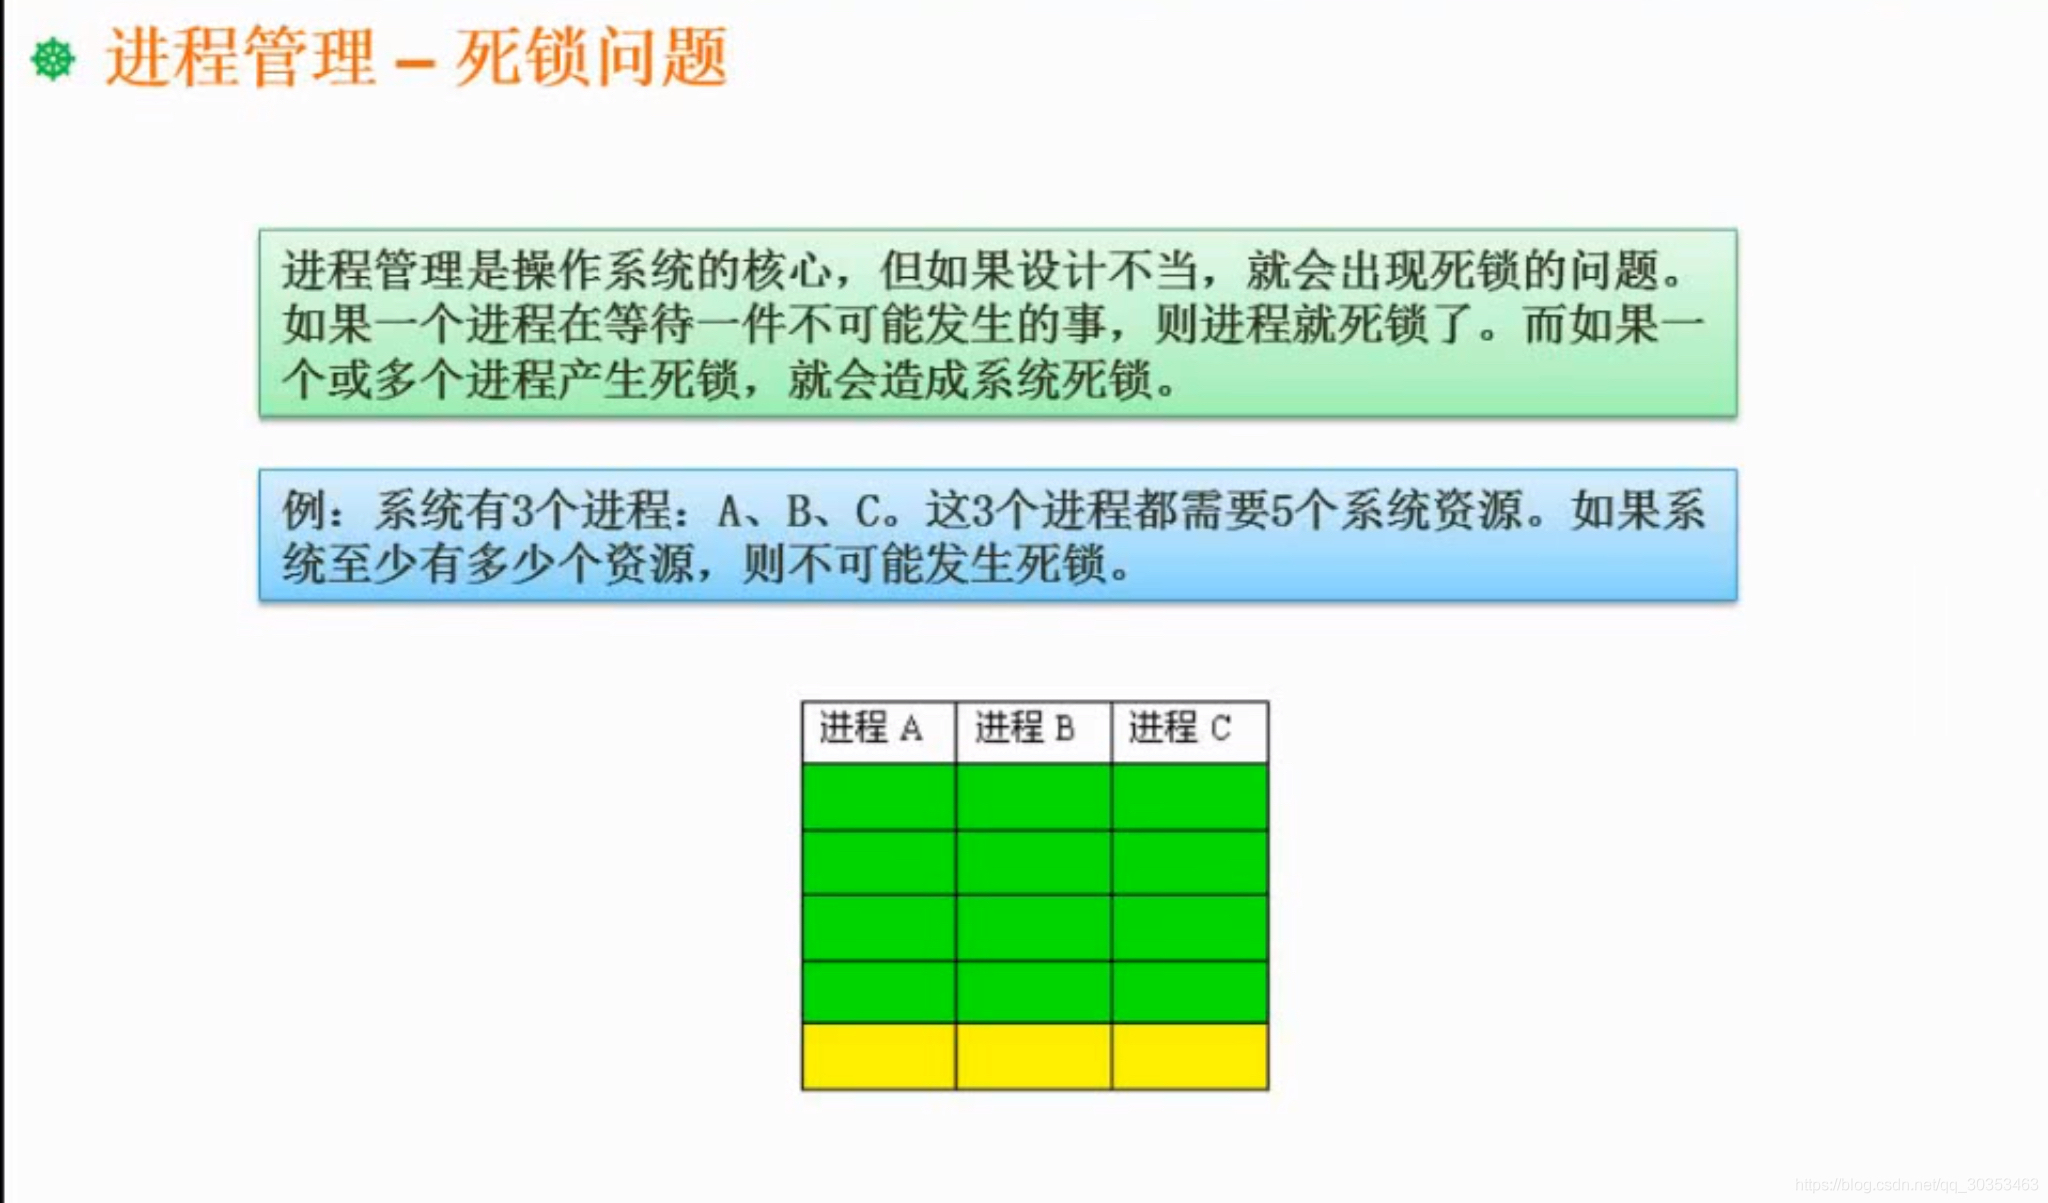 进程管理 – 死锁问题
进程管理是操作系统的核心，但如果设计不当，就会出现死锁的问题。
如果一个进程在等待一件不可能发生的事，则进程就死锁了。而如果一
个或多个进程产生死锁，就会造成系统死锁。
例：系统有3个进程：A、B、C。这3个进程都需要5个系统资源。如果系
统至少有多少个资源，则不可能发生死锁。
进程 A 进程 B 进程 C
https://blog.csdn.net/qq_30353463